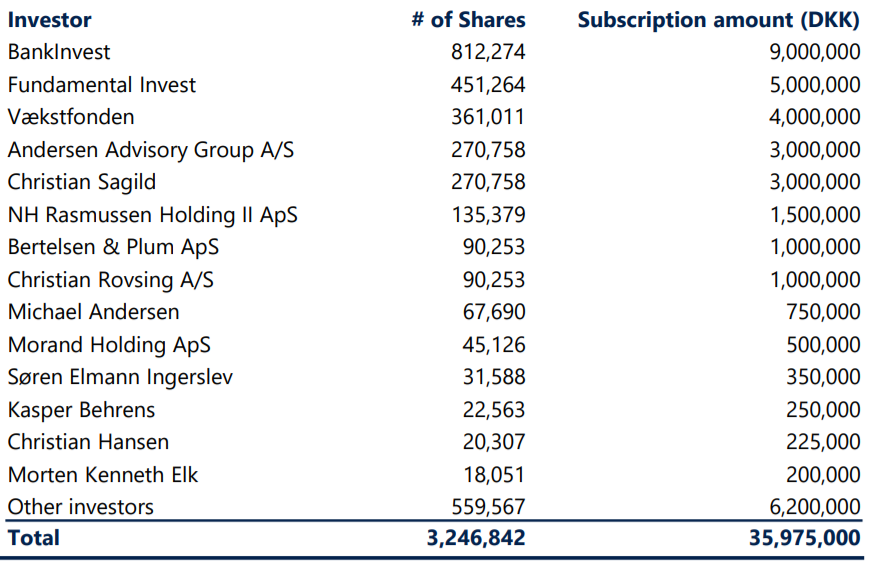 Investor # of Shares Subscription amount (DKK)
BankInvest 812,274 9,000,000
Fundamental Invest 451,264 5,000,000
Vækstfonden 361,011 4,000,000
Andersen Advisory Group A/S 270,758 3,000,000
Christian Sagild 270,758 3,000,000
NH Rasmussen Holding II ApS 135,379 1,500,000
Bertelsen & Plum ApS 90,253 1,000,000
Christian Rovsing A/S 90,253 1,000,000
Michael Andersen 67,690 750,000
Morand Holding ApS 45,126 500,000
Søren Elmann Ingerslev 31,588 350,000
Kasper Behrens 22,563 250,000
Christian Hansen 20,307 225,000
Morten Kenneth Elk 18,051 200,000
Other investors 559,567 6,200,000
Total 3,246,842 35,975,000